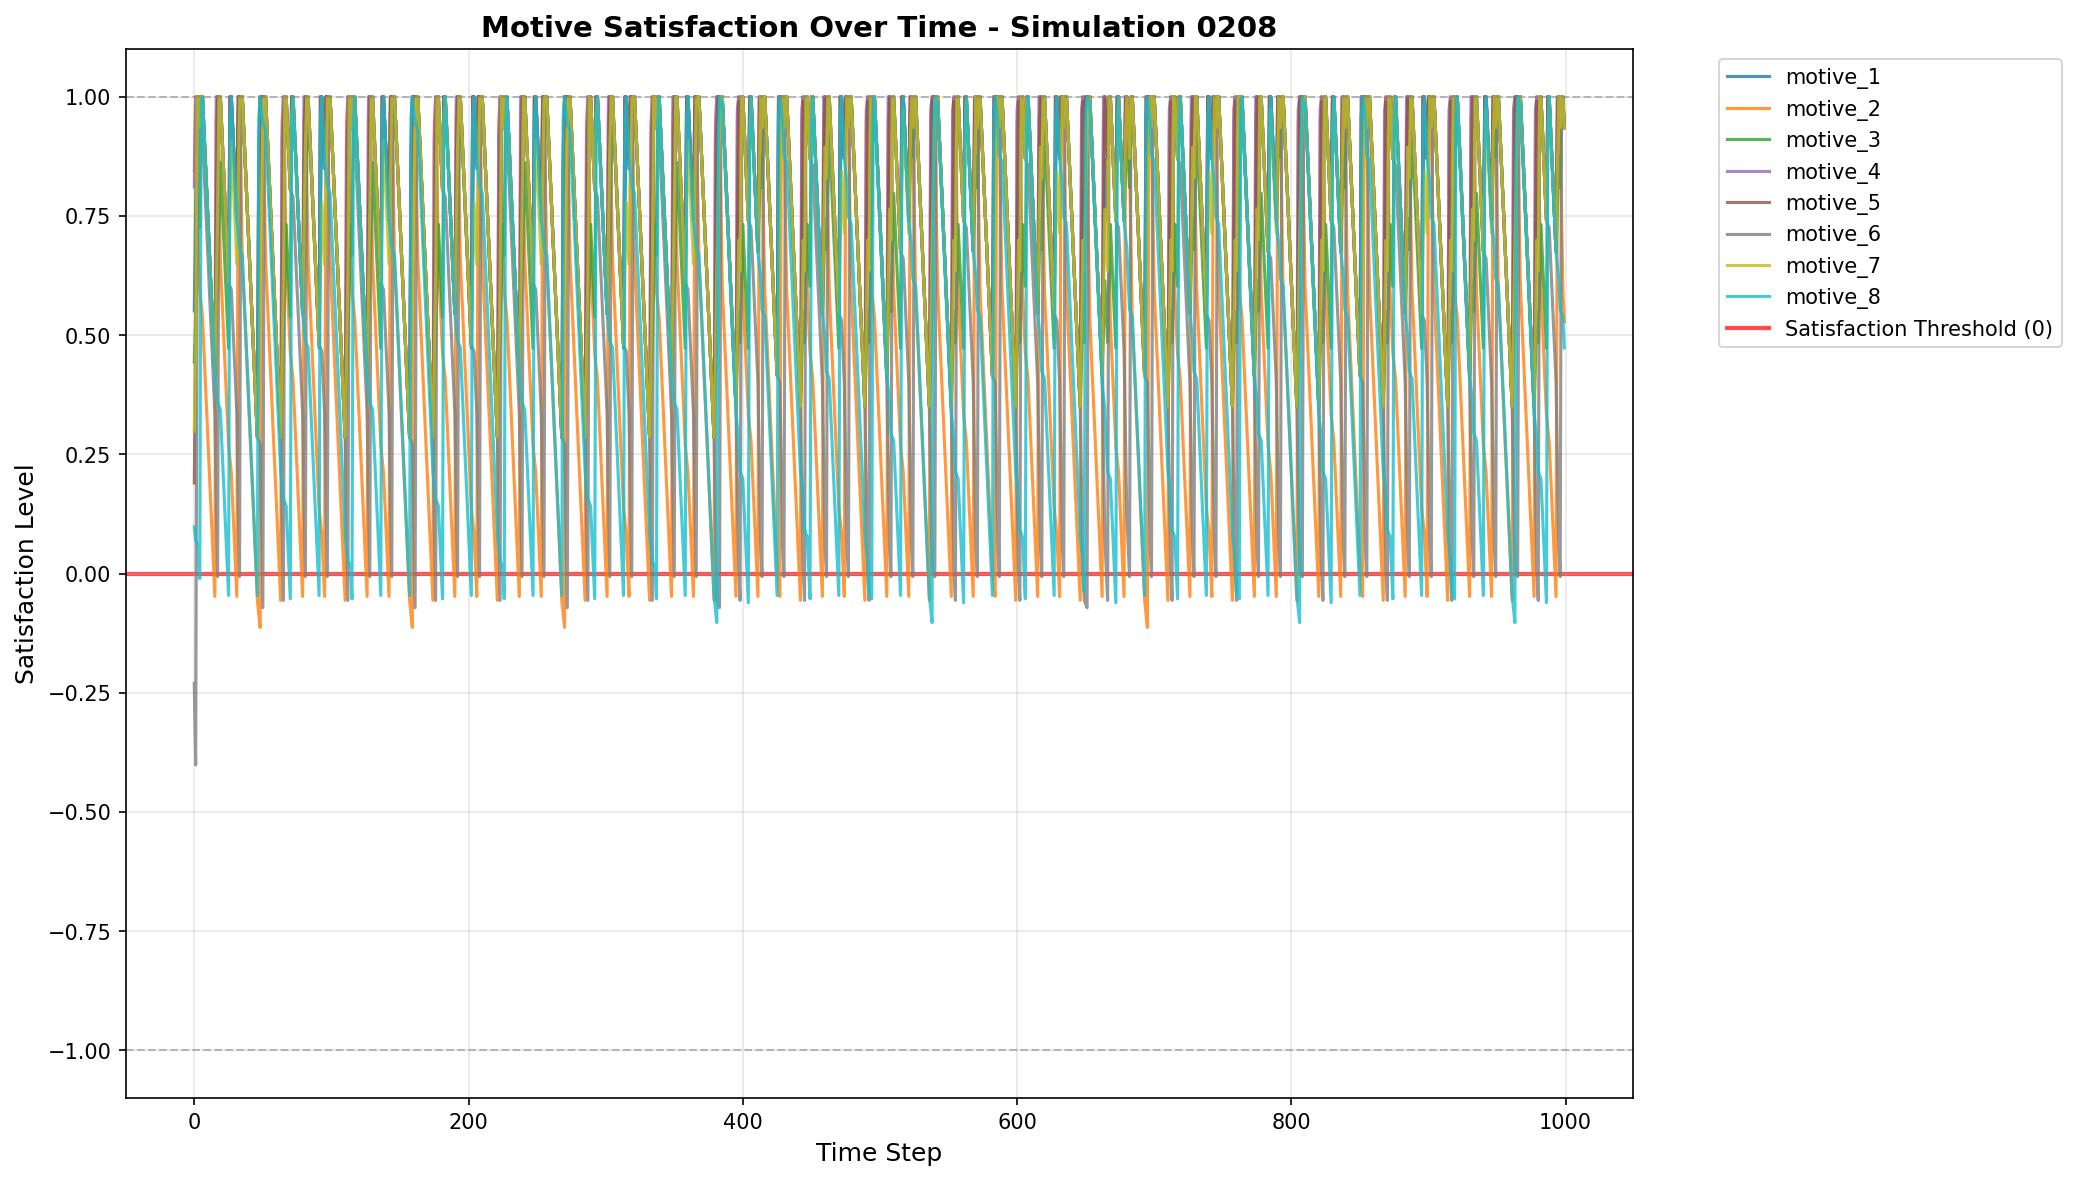 Motive Satisfaction Over Time - Simulation 0208
Satisfaction Level
1.00
0.75
0.50
0.25
0.00
−0.25
−0.50
−0.75
−1.00
0
200
400
600
800
1000
Time Step
motive_1
motive_2
motive_3
motive_4
motive_5
motive_6
motive_7
motive_8
Satisfaction Threshold (0)